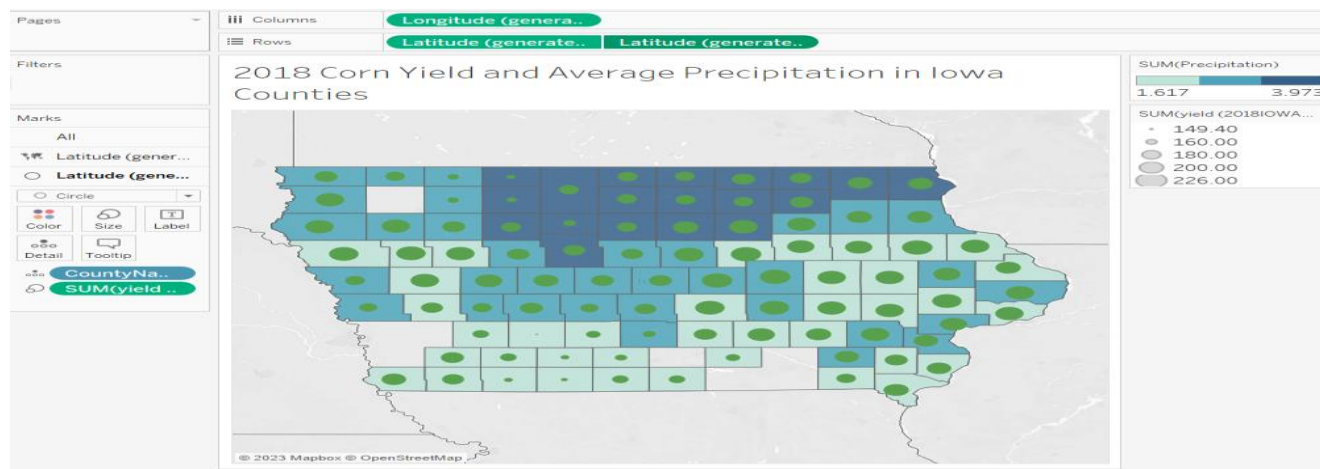 Pages
iii Columns
Longitude (genera..
Rows
Latitude (generate..
Latitude (generate..
Filters
2018 Corn Yield and Average Precipitation in Iowa
Counties
Marks
All
Latitude (gener...
Latitude (gene...
Circle
Color
Size
Label
Detail
Tooltip
CountyNa..
SUM(yield ..
© 2023 Mapbox © OpenStreetMap
SUM(Precipitation)
1.617
3.973
SUM(yield (2018IOWA...
149.40
160.00
180.00
200.00
226.00